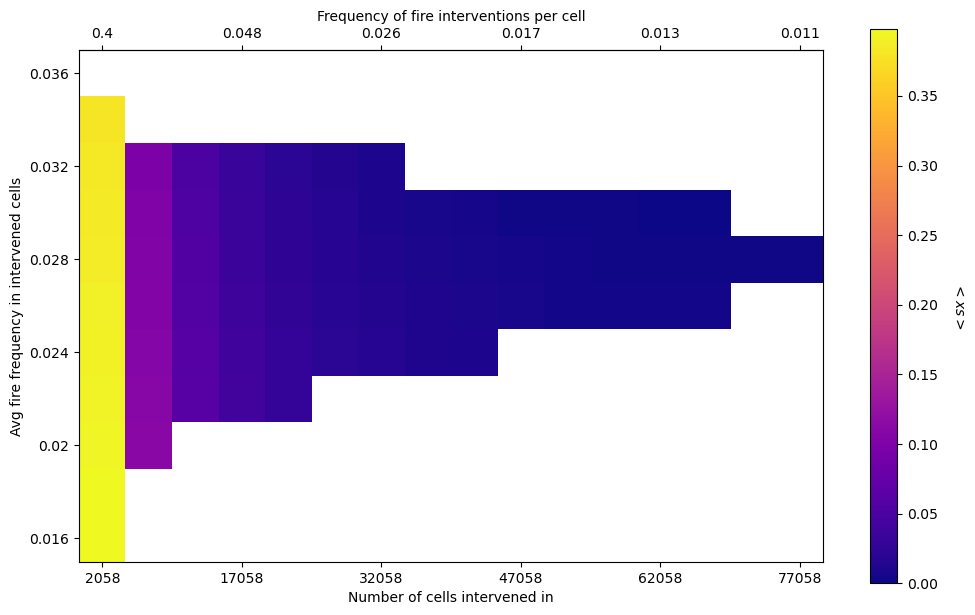 Frequency of fire interventions per cell
0.4 0.048 0.026 0.017 0.013 0.011
0.036
0.032
0.028
0.024
0.02
0.016
Avg fire frequency in intervened cells
2058 17058 32058 47058 62058 77058
Number of cells intervened in
0.35
0.30
0.25
0.20
0.15
0.10
0.05
0.00
< sx >